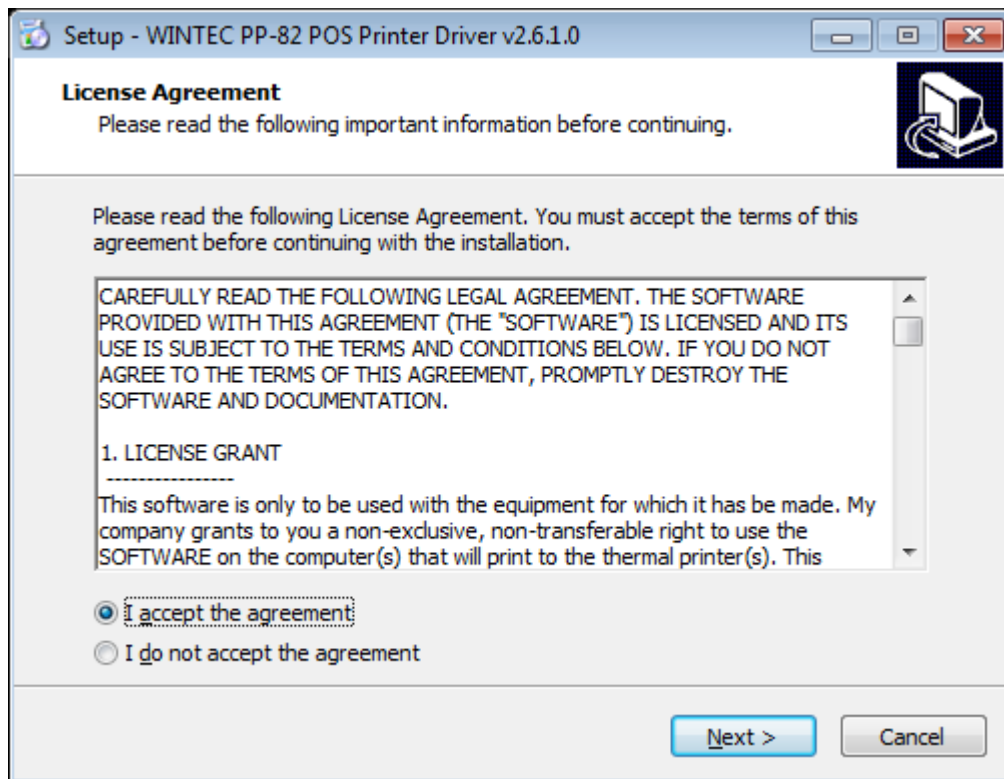 Setup - WINTEC PP-82 POS Printer Driver v2.6.1.0
License Agreement
Please read the following important information before continuing.
Please read the following License Agreement. You must accept the terms of this
agreement before continuing with the installation.
CAREFULLY READ THE FOLLOWING LEGAL AGREEMENT. THE SOFTWARE
PROVIDED WITH THIS AGREEMENT (THE "SOFTWARE") IS LICENSED AND ITS
USE IS SUBJECT TO THE TERMS AND CONDITIONS BELOW. IF YOU DO NOT
AGREE TO THE TERMS OF THIS AGREEMENT, PROMPTLY DESTROY THE
SOFTWARE AND DOCUMENTATION.
1. LICENSE GRANT
----------------
This software is only to be used with the equipment for which it has be made. My
company grants to you a non-exclusive, non-transferable right to use the
SOFTWARE on the computer(s) that will print to the thermal printer(s). This
I accept the agreement
I do not accept the agreement
Next >
Cancel